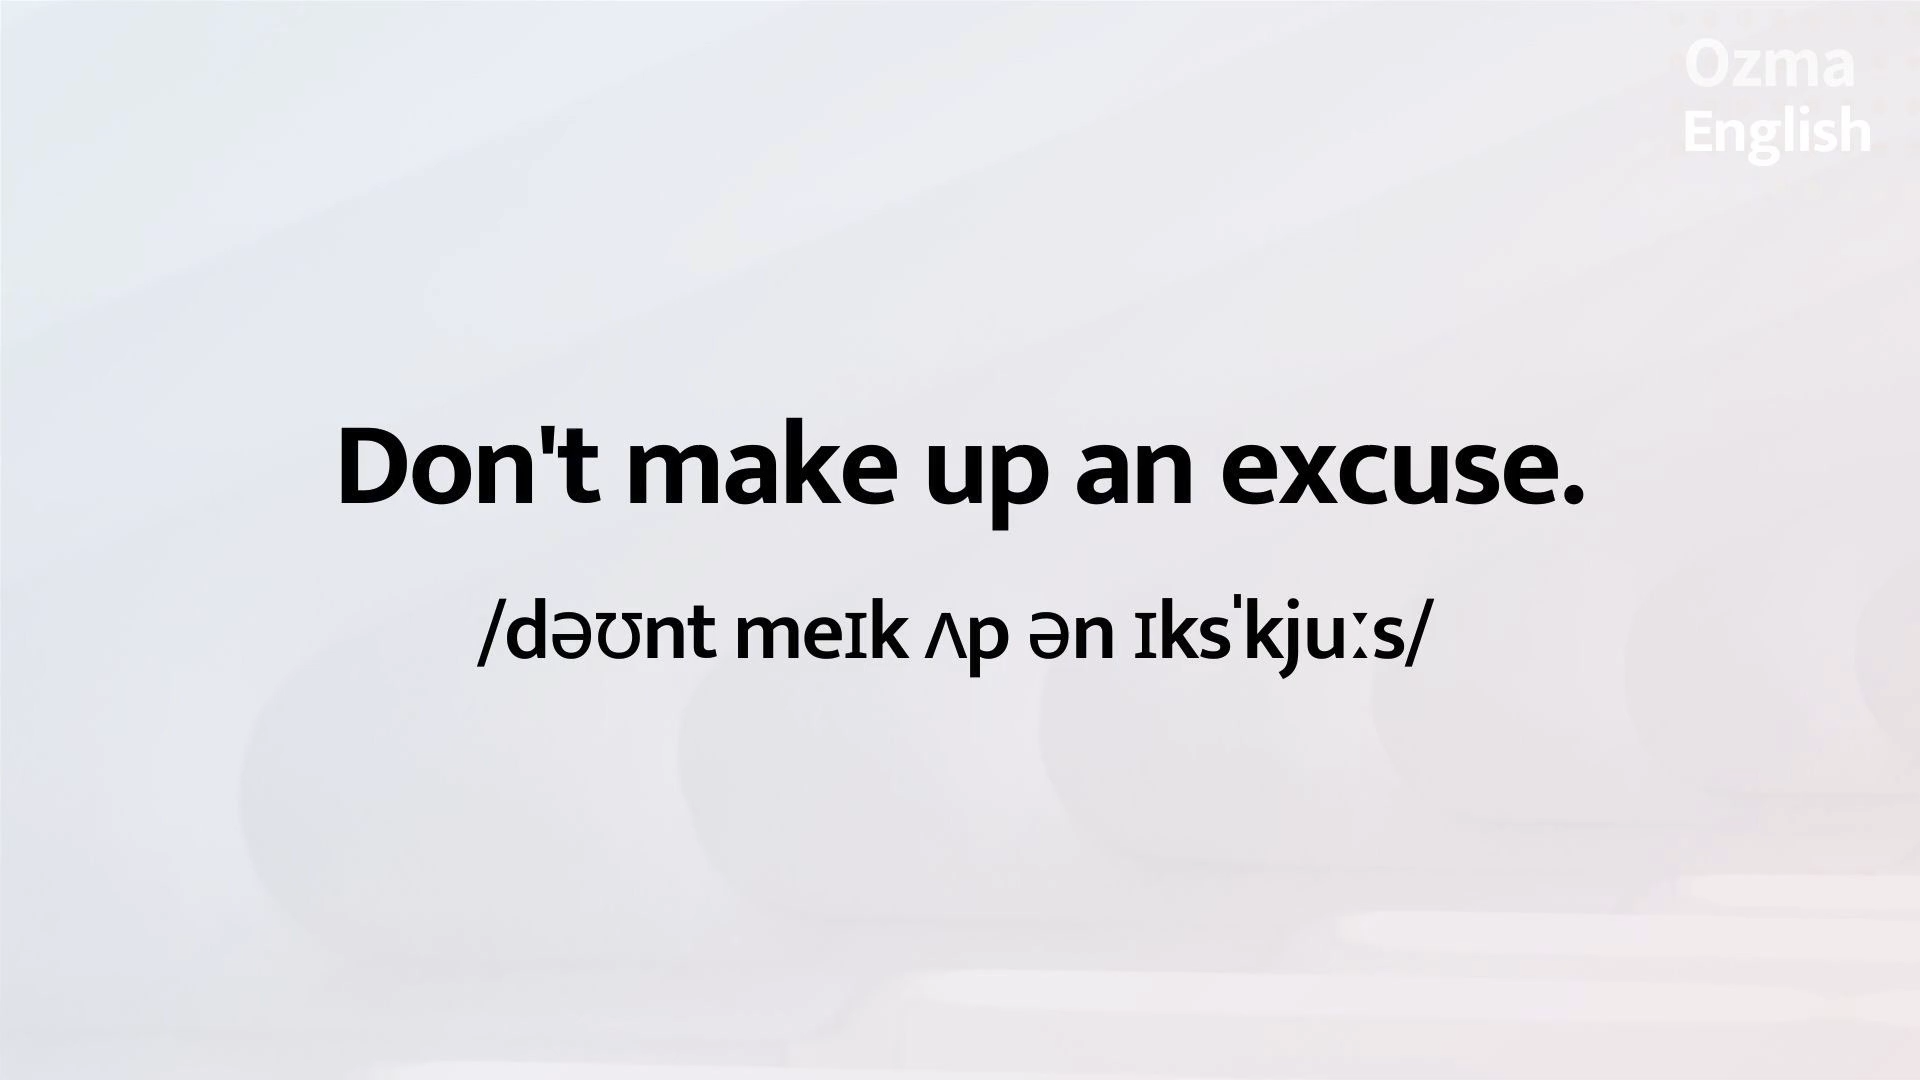 Ozma
English
Don't make up an excuse.
/dəʊnt meɪk ʌp ən ɪksˈkjuːs/